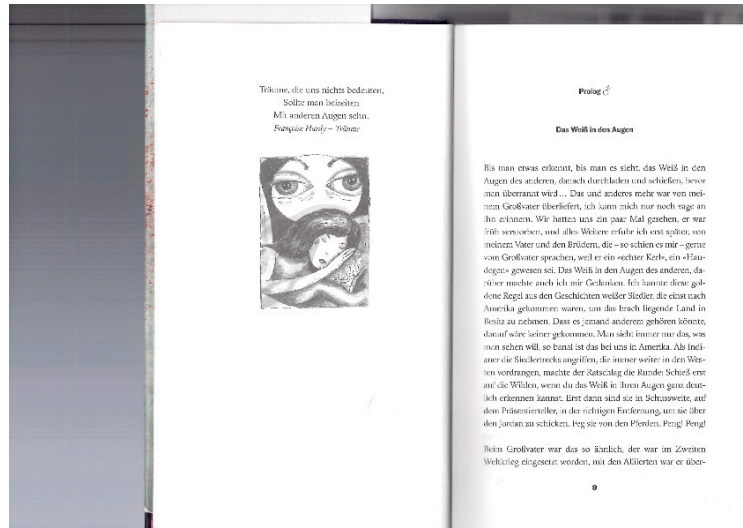 Träume, die uns nichts bedeuten,
Sollte man beizeiten
Mit anderen Augen sehn.
Françoise Hardy – Träume
Prolog ♂
Das Weiß in den Augen
Bis man etwas erkennt, bis man es sieht, das Weiß in den
Augen des anderen, danach durchladen und schießen, bevor
man überrannt wird… Das und anderes mehr war von mei-
nem Großvater überliefert, ich kann mich nur noch vage an
ihn erinnern. Wir hatten uns ein paar Mal gesehen, er war
früh verstorben, und alles Weitere erfuhr ich erst später, von
meinem Vater und den Brüdern, die – so schien es mir – gerne
vom Großvater sprachen, weil er ein «echter Kerl», ein «Hau-
degen» gewesen sei. Das Weiß in den Augen des anderen, da-
rüber machte auch ich mir Gedanken. Ich kannte diese gol-
dene Regel aus den Geschichten weißer Siedler, die einst nach
Amerika gekommen waren, um das brach liegende Land in
Besitz zu nehmen. Dass es jemand anderem gehören könnte,
darauf wäre keiner gekommen. Man sieht immer nur das, was
man sehen will, so banal ist das bei uns in Amerika. Als Indi-
aner die Siedlertrecks angriffen, die immer weiter in den Wes-
ten vordrangen, machte der Ratschlag die Runde: Schieß erst
auf die Wilden, wenn du das Weiß in ihren Augen ganz deut-
lich erkennen kannst. Erst dann sind sie in Schussweite, auf
dem Präsentierteller, in der richtigen Entfernung, um sie über
den Jordan zu schicken. Feg sie von den Pferden. Peng! Peng!
Beim Großvater war das so ähnlich, der war im Zweiten
Weltkrieg eingesetzt worden, mit den Alliierten war er über-
9